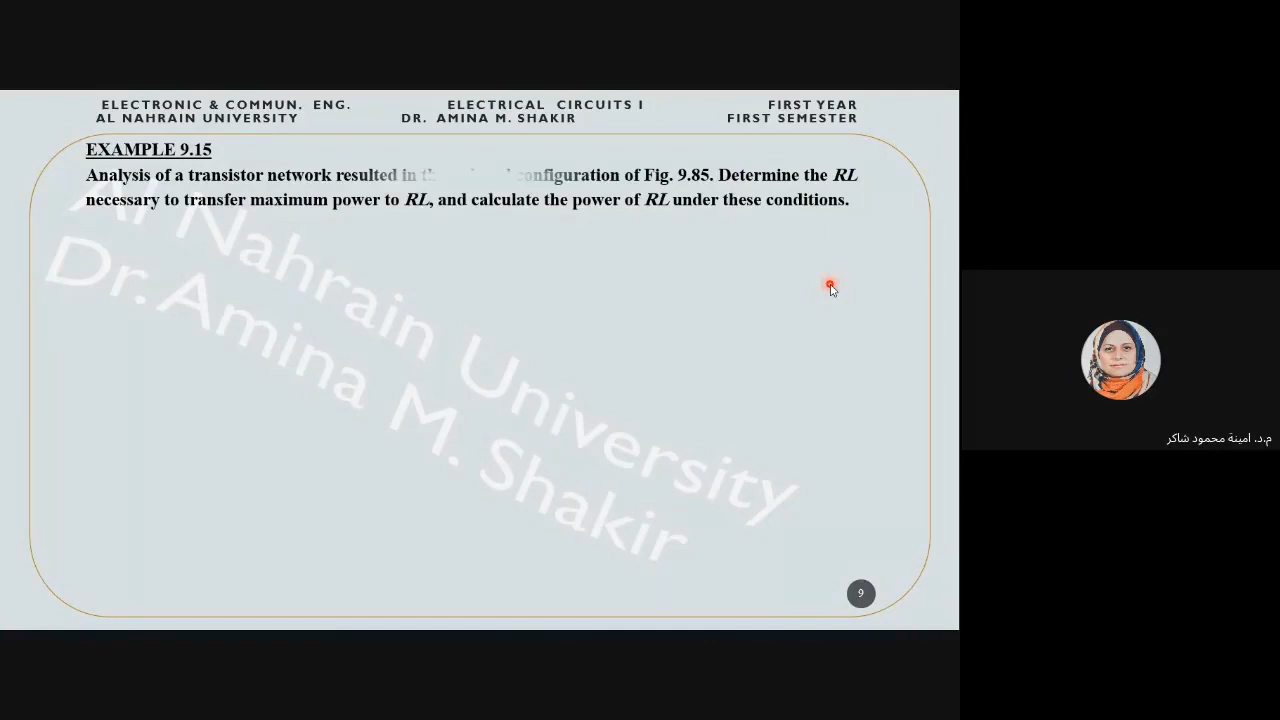 ELECTRONIC & COMMUN. ENG. ELECTRICAL CIRCUITS I FIRST YEAR
AL NAHRAIN UNIVERSITY DR. AMINA M. SHAKIR FIRST SEMESTER
EXAMPLE 9.15
Analysis of a transistor network resulted in configuration of Fig. 9.85. Determine the RL
necessary to transfer maximum power to RL, and calculate the power of RL under these conditions.
Al Nahrain University
Dr. Amina M. Shakir
9
م.د. امينة محمود شاكر